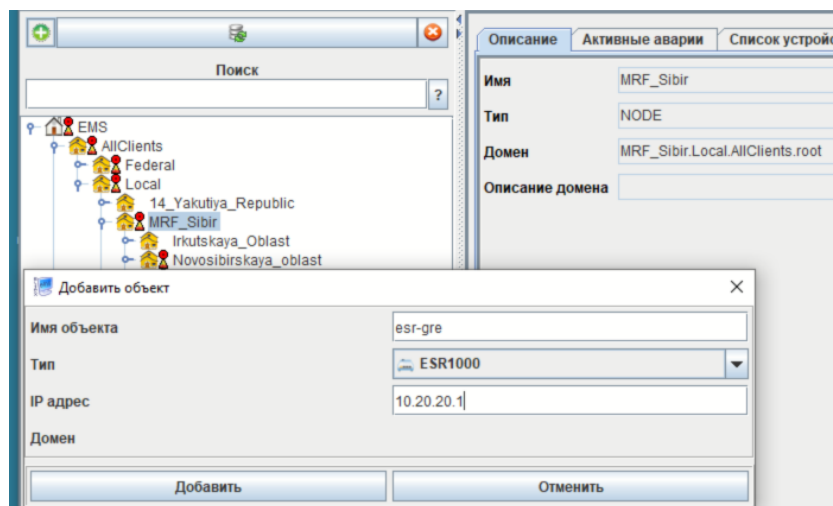 Поиск
?
EMS
AllClients
Federal
Local
14_Yakutiya_Republic
MRF_Sibir
Irkutskaya_Oblast
Novosibirskaya_oblast
Описание Активные аварии Список устройс
Имя MRF_Sibir
Тип NODE
Домен MRF_Sibir.Local.AllClients.root
Описание домена
Добавить объект
Имя объекта esr-gre
Тип ESR1000
IP адрес 10.20.20.1
Домен
Добавить Отменить